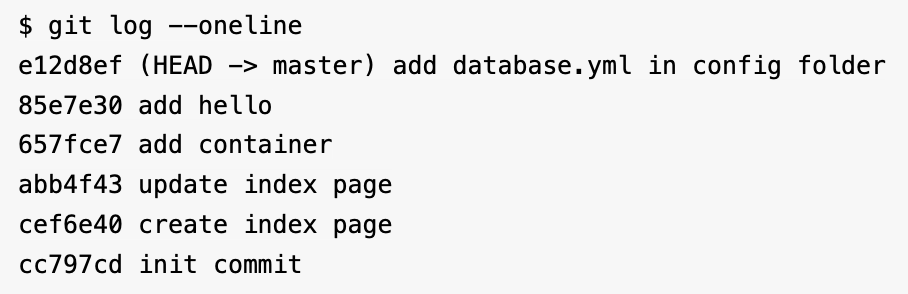 $ git log --oneline
e12d8ef (HEAD -> master) add database.yml in config folder
85e7e30 add hello
657fce7 add container
abb4f43 update index page
cef6e40 create index page
cc797cd init commit